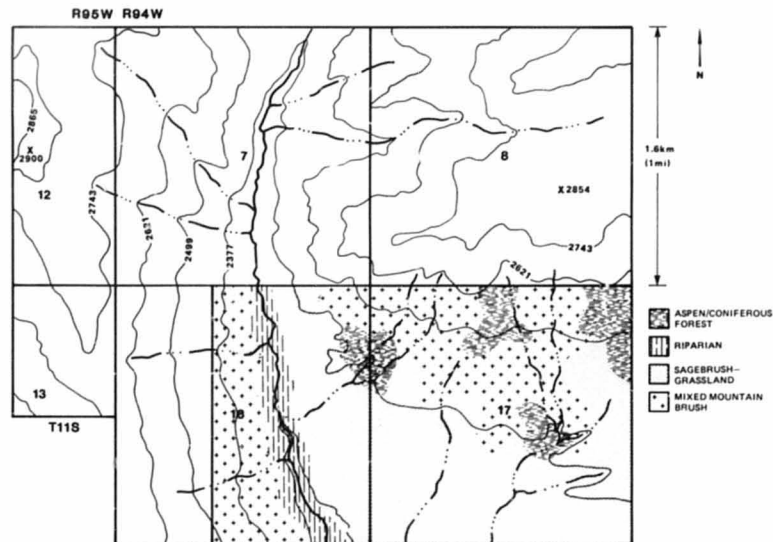 R95W R94W
N
2865
X
2900
7
8
1.6km
(1mi)
12
X 2854
2743
2621
2499
2377
2743
2621
ASPEN/CONIFEROUS
FOREST
RIPARIAN
SAGEBRUSH-
GRASSLAND
MIXED MOUNTAIN
BRUSH
13
18
17
T11S